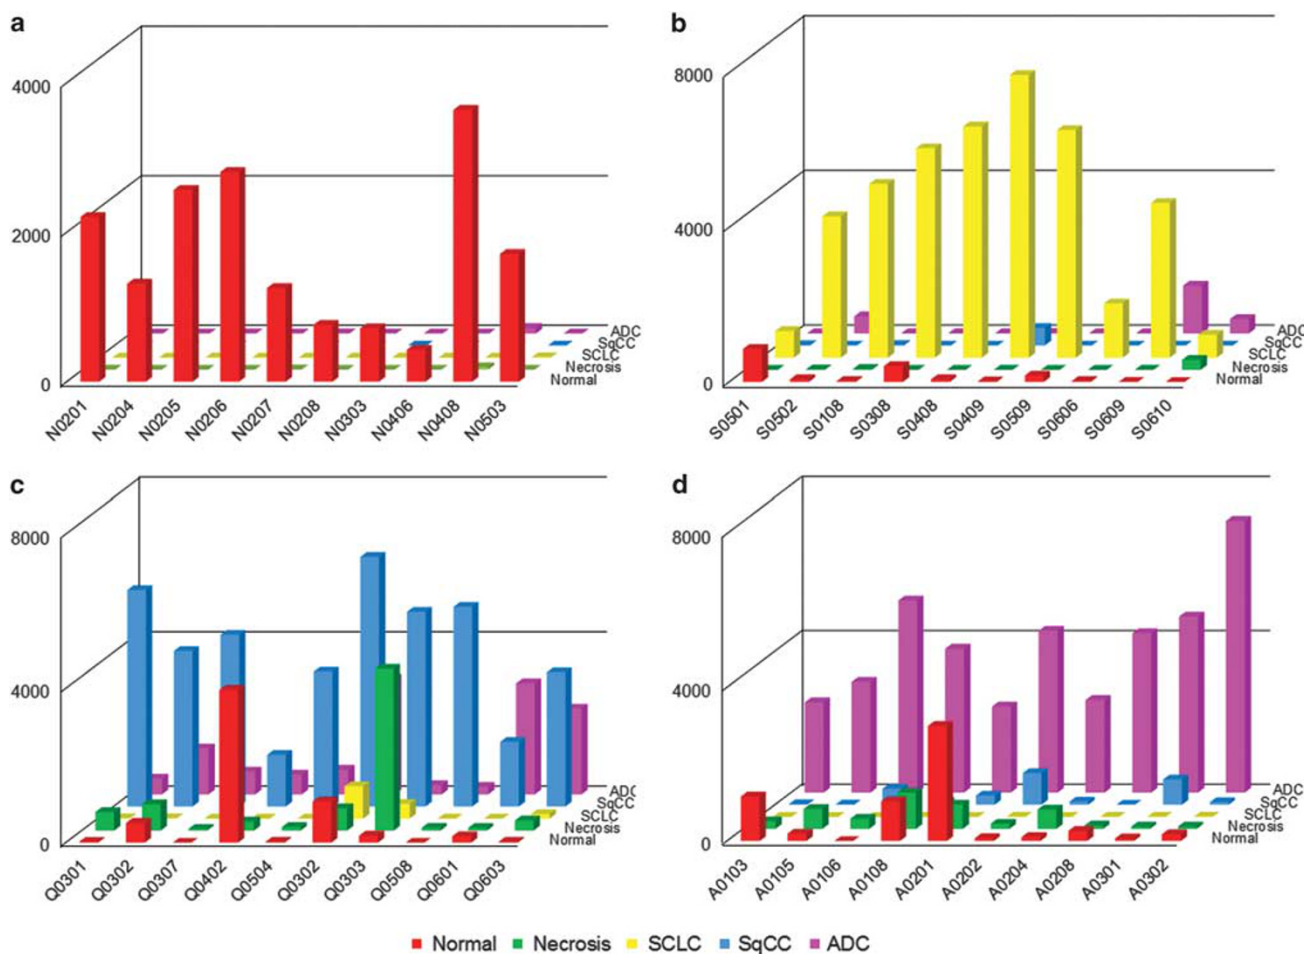 a
4000
2000
0
ADC
SqCC
SCLC
Necrosis
Normal
N0201 N0204 N0205 N0206 N0207 N0208 N0303 N0406 N0408 N0503
b
8000
4000
0
ADC
SqCC
SCLC
Necrosis
Normal
S0501 S0502 S0108 S0308 S0408 S0409 S0509 S0606 S0609 S0610
c
8000
4000
0
ADC
SqCC
SCLC
Necrosis
Normal
Q0301 Q0302 Q0307 Q0402 Q0504 Q0302 Q0303 Q0508 Q0601 Q0603
d
8000
4000
0
ADC
SqCC
SCLC
Necrosis
Normal
A0103 A0105 A0106 A0108 A0201 A0202 A0204 A0208 A0301 A0302
Normal Necrosis SCLC SqCC ADC